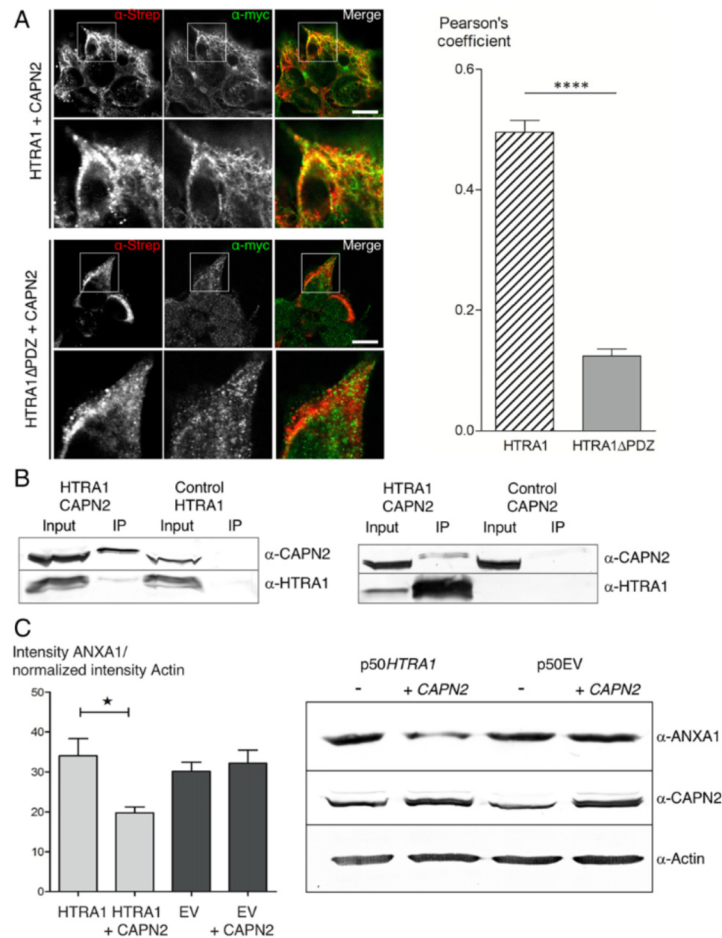 A
α-Strep
α-myc
Merge
HTRA1 + CAPN2
α-Strep
α-myc
Merge
HTRA1ΔPDZ + CAPN2
Pearson's
coefficient
0.6
****
0.4
0.2
0.0
HTRA1 HTRA1ΔPDZ
B
HTRA1 Control
CAPN2 HTRA1
Input IP Input IP
α-CAPN2
α-HTRA1
HTRA1 Control
CAPN2 CAPN2
Input IP Input IP
α-CAPN2
α-HTRA1
C
Intensity ANXA1/
normalized intensity Actin
50
★
40
30
20
10
0
HTRA1 HTRA1 EV EV
+ CAPN2 + CAPN2
p50HTRA1 p50EV
- + CAPN2 - + CAPN2
α-ANXA1
α-CAPN2
α-Actin